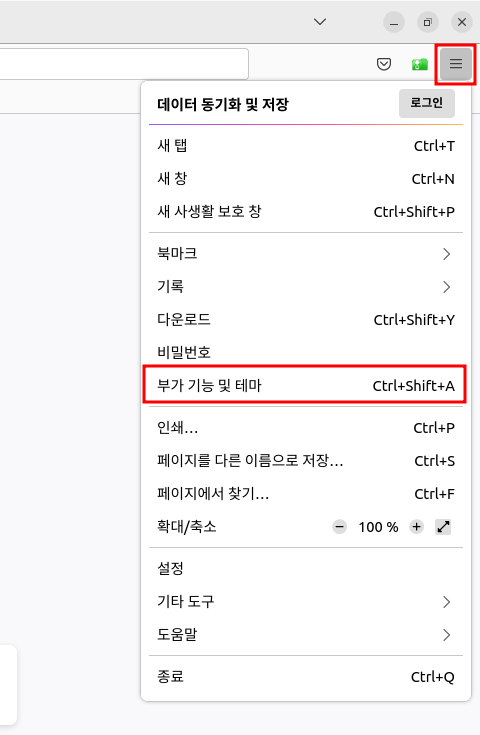 데이터 동기화 및 저장 로그인
새 탭 Ctrl+T
새 창 Ctrl+N
새 사생활 보호 창 Ctrl+Shift+P
북마크
기록
다운로드 Ctrl+Shift+Y
비밀번호
부가 기능 및 테마 Ctrl+Shift+A
인쇄... Ctrl+P
페이지를 다른 이름으로 저장... Ctrl+S
페이지에서 찾기... Ctrl+F
확대/축소 − 100 % +
설정
기타 도구
도움말
종료 Ctrl+Q